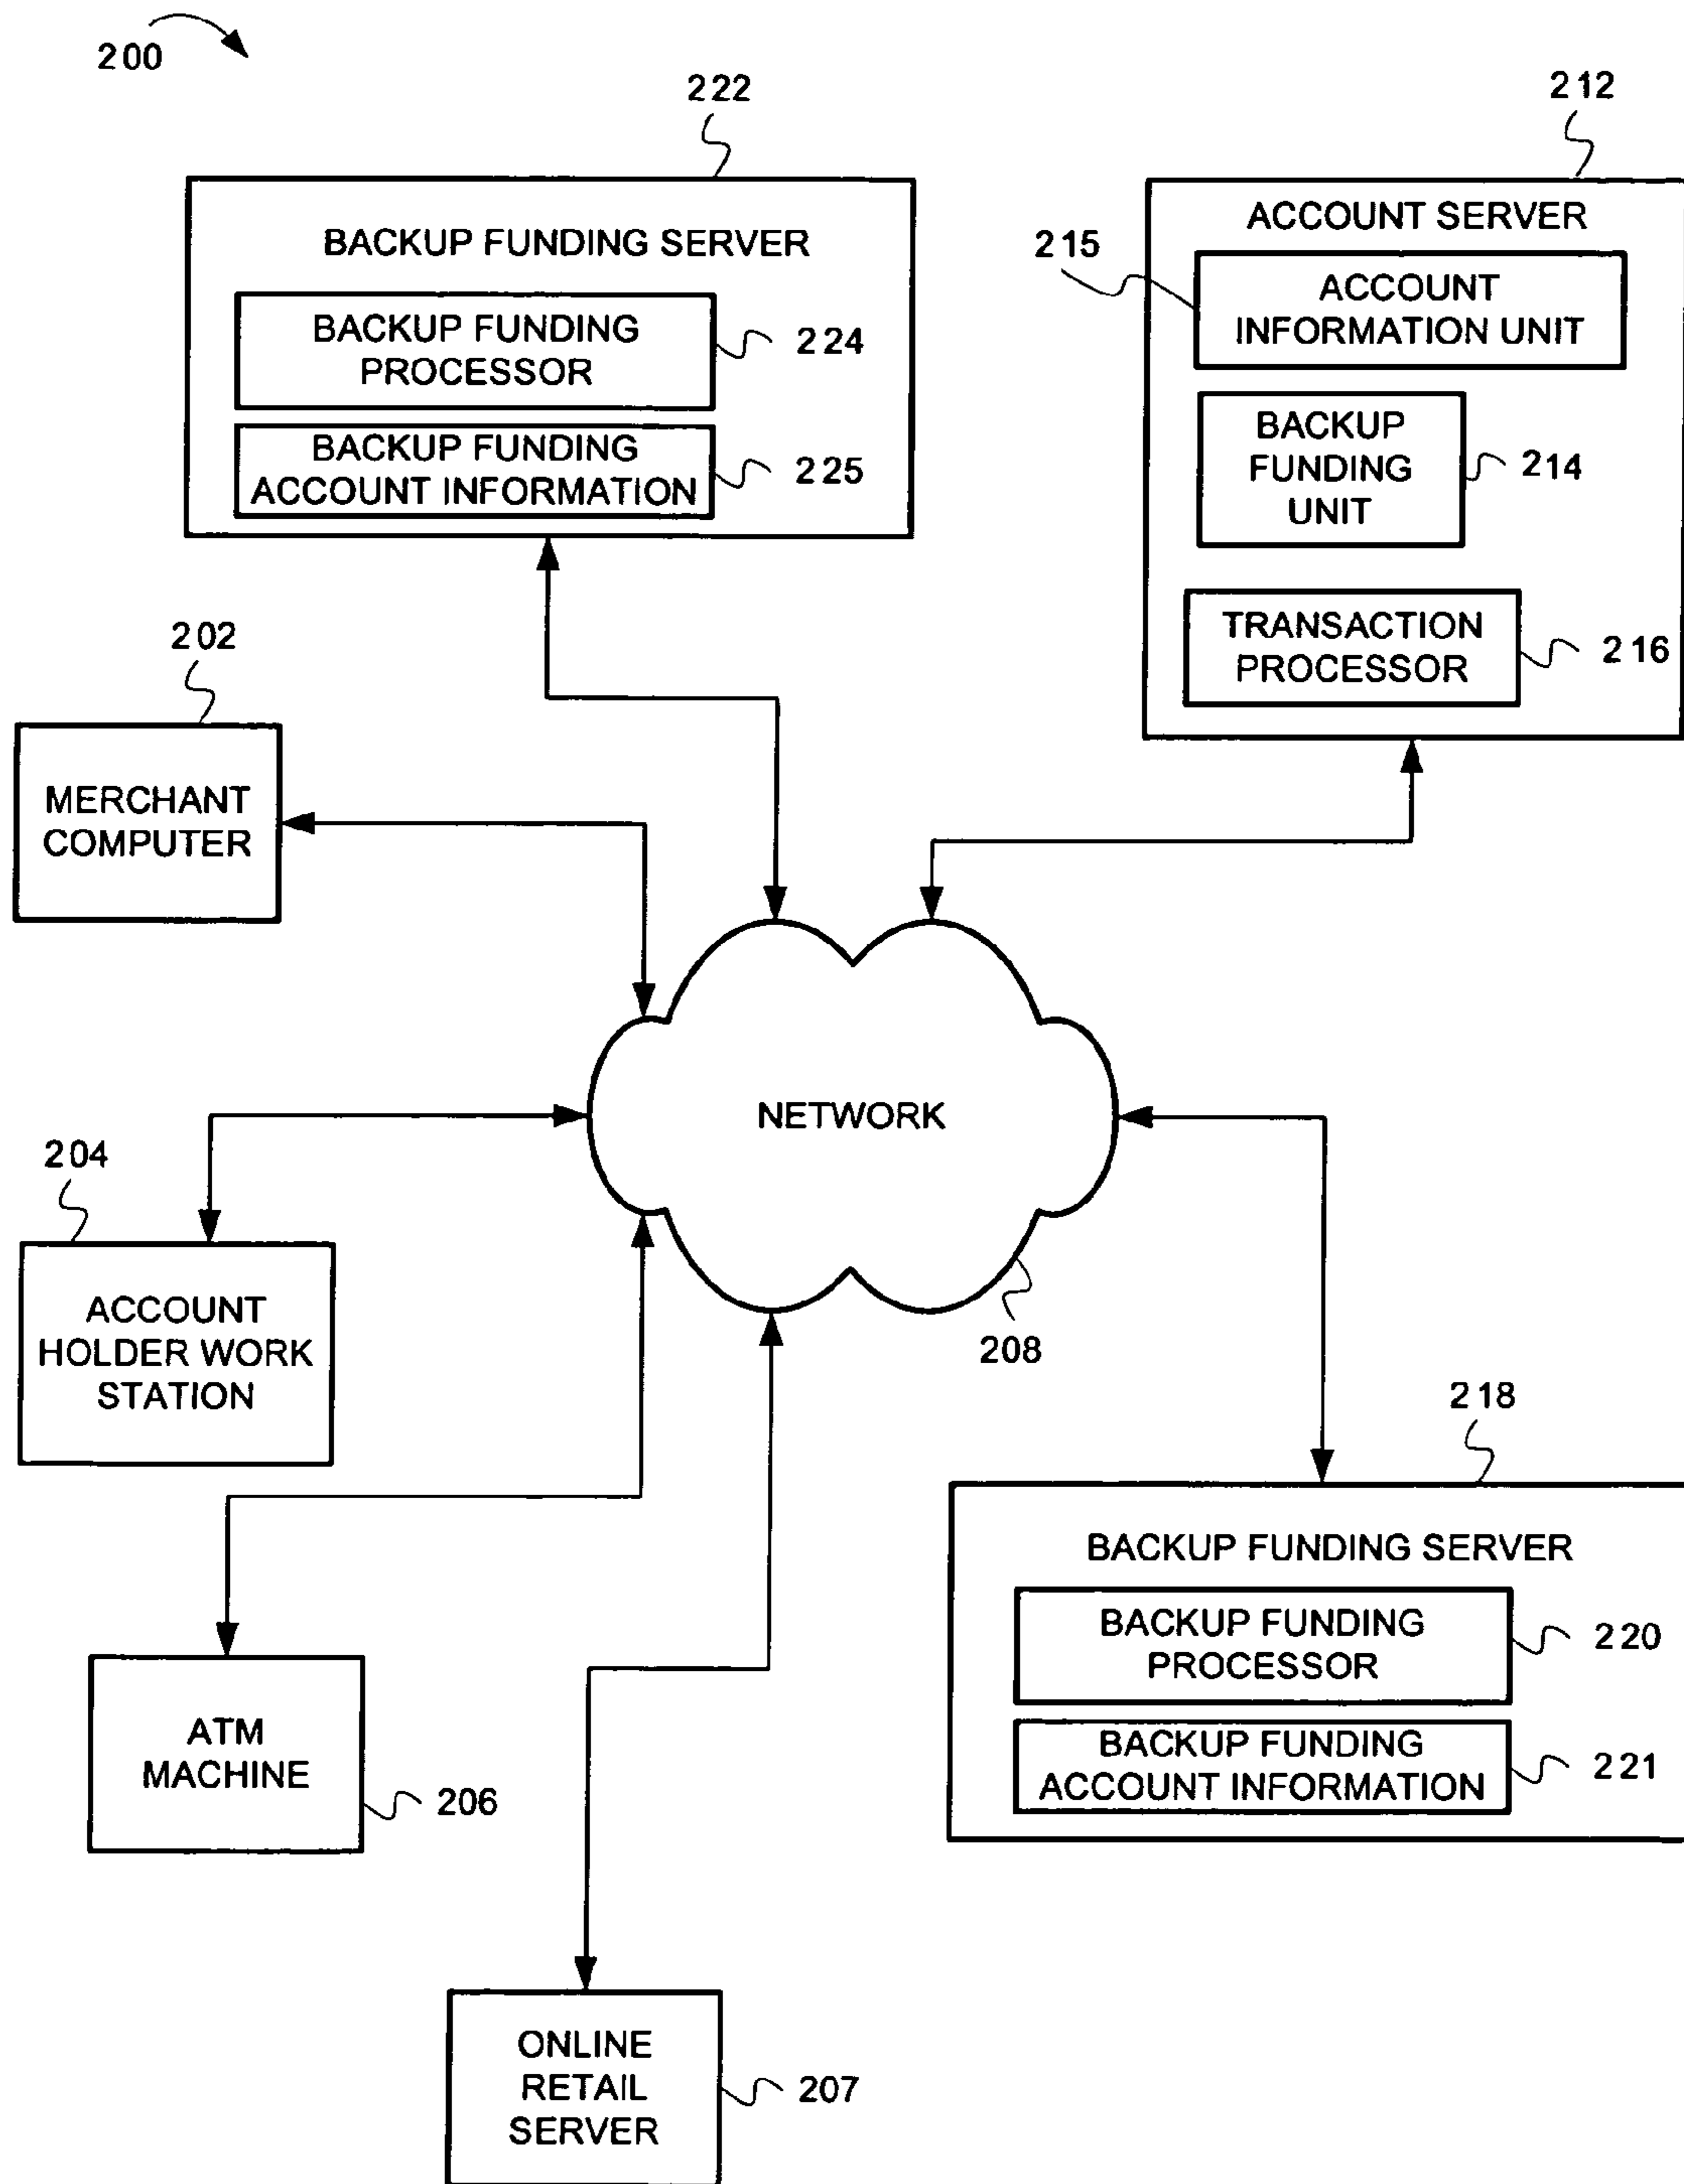 200
222
212
BACKUP FUNDING SERVER
BACKUP FUNDING
PROCESSOR
224
BACKUP FUNDING
ACCOUNT INFORMATION
225
ACCOUNT SERVER
215
ACCOUNT
INFORMATION UNIT
BACKUP
FUNDING
UNIT
214
TRANSACTION
PROCESSOR
216
202
MERCHANT
COMPUTER
NETWORK
208
204
ACCOUNT
HOLDER WORK
STATION
218
BACKUP FUNDING SERVER
BACKUP FUNDING
PROCESSOR
220
BACKUP FUNDING
ACCOUNT INFORMATION
221
ATM
MACHINE
206
ONLINE
RETAIL
SERVER
207